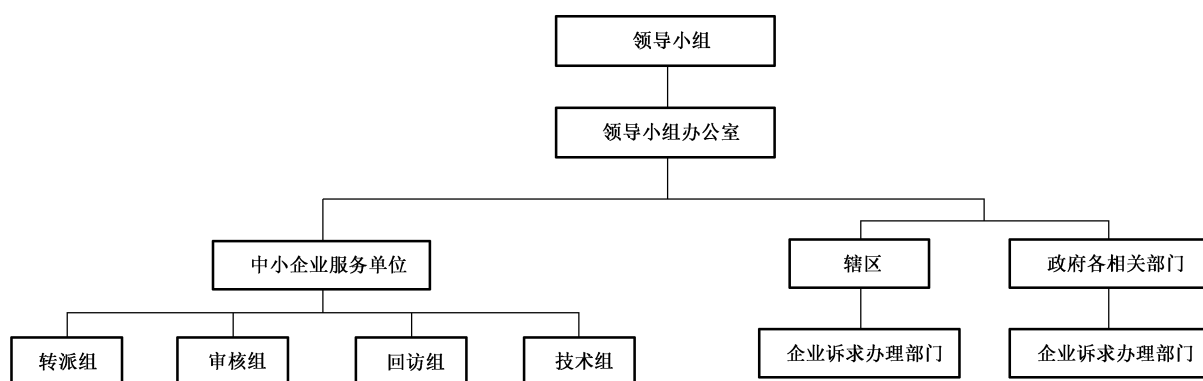 领导小组
领导小组办公室
中小企业服务单位
辖区
政府各相关部门
转派组
审核组
回访组
技术组
企业诉求办理部门
企业诉求办理部门